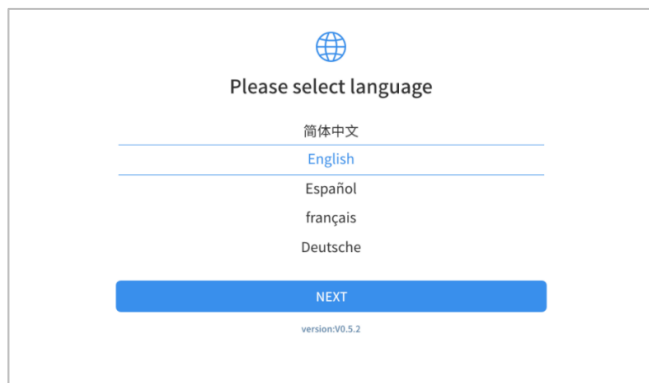 Please select language
简体中文
English
Español
français
Deutsche
NEXT
version:V0.5.2